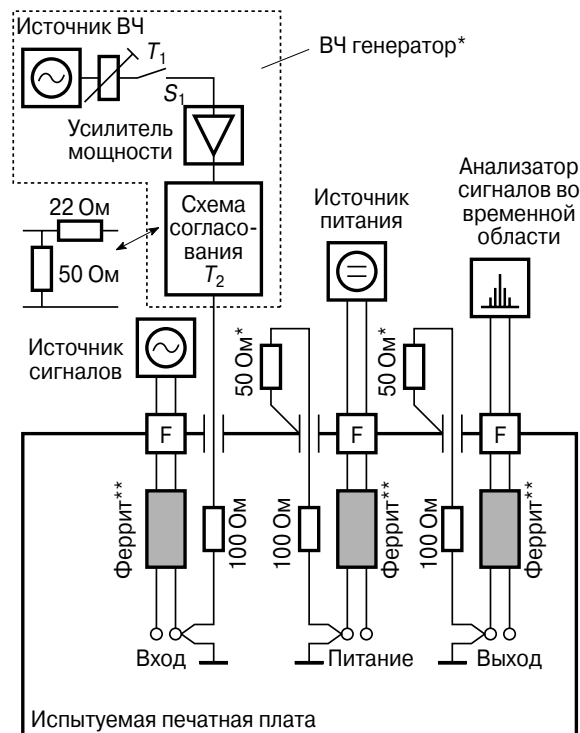 Источник ВЧ
T1
S1
ВЧ генератор*
Усилитель
мощности
Анализатор
сигналов во
временной
области
22 Ом
50 Ом
Схема
согласо-
вания
T2
Источник
питания
Источник
сигналов
50 Ом*
50 Ом*
F
F
F
Феррит**
100 Ом
100 Ом
Феррит**
100 Ом
Феррит**
Вход
Питание
Выход
Испытуемая печатная плата